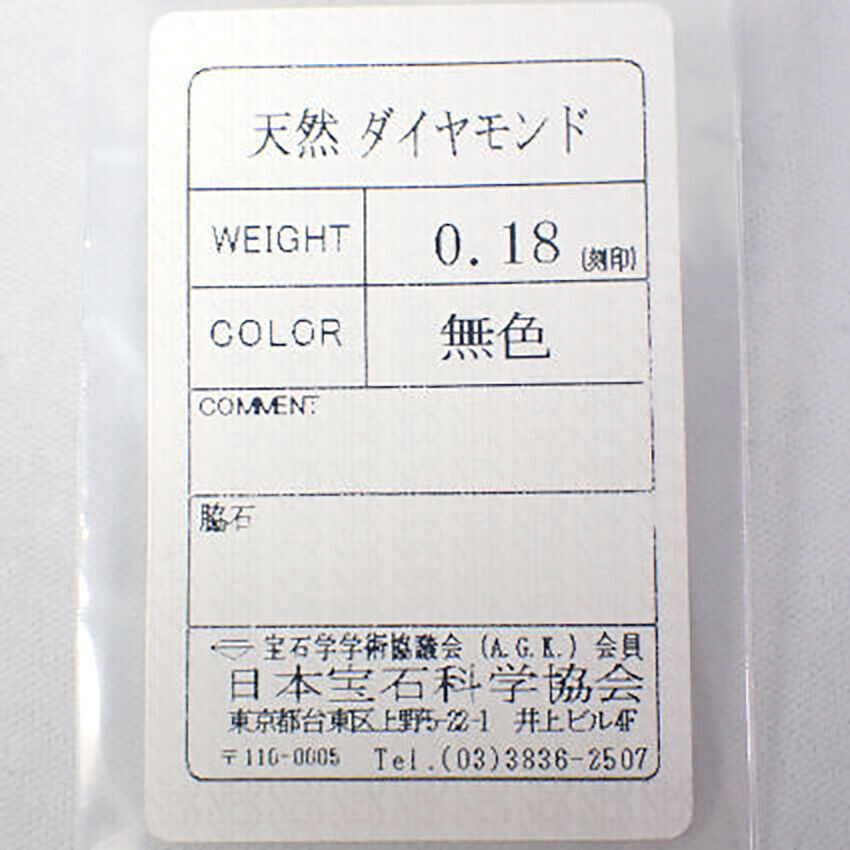 天然 ダイヤモンド
WEIGHT 0.18 (刻印)
COLOR 無色
COMMENT
脇石
宝石学学術協議会 (A.G.K.) 会員
日本宝石科学協会
東京都台東区上野5-22-1 井上ビル4F
〒110-0005 Tel.(03)3836-2507